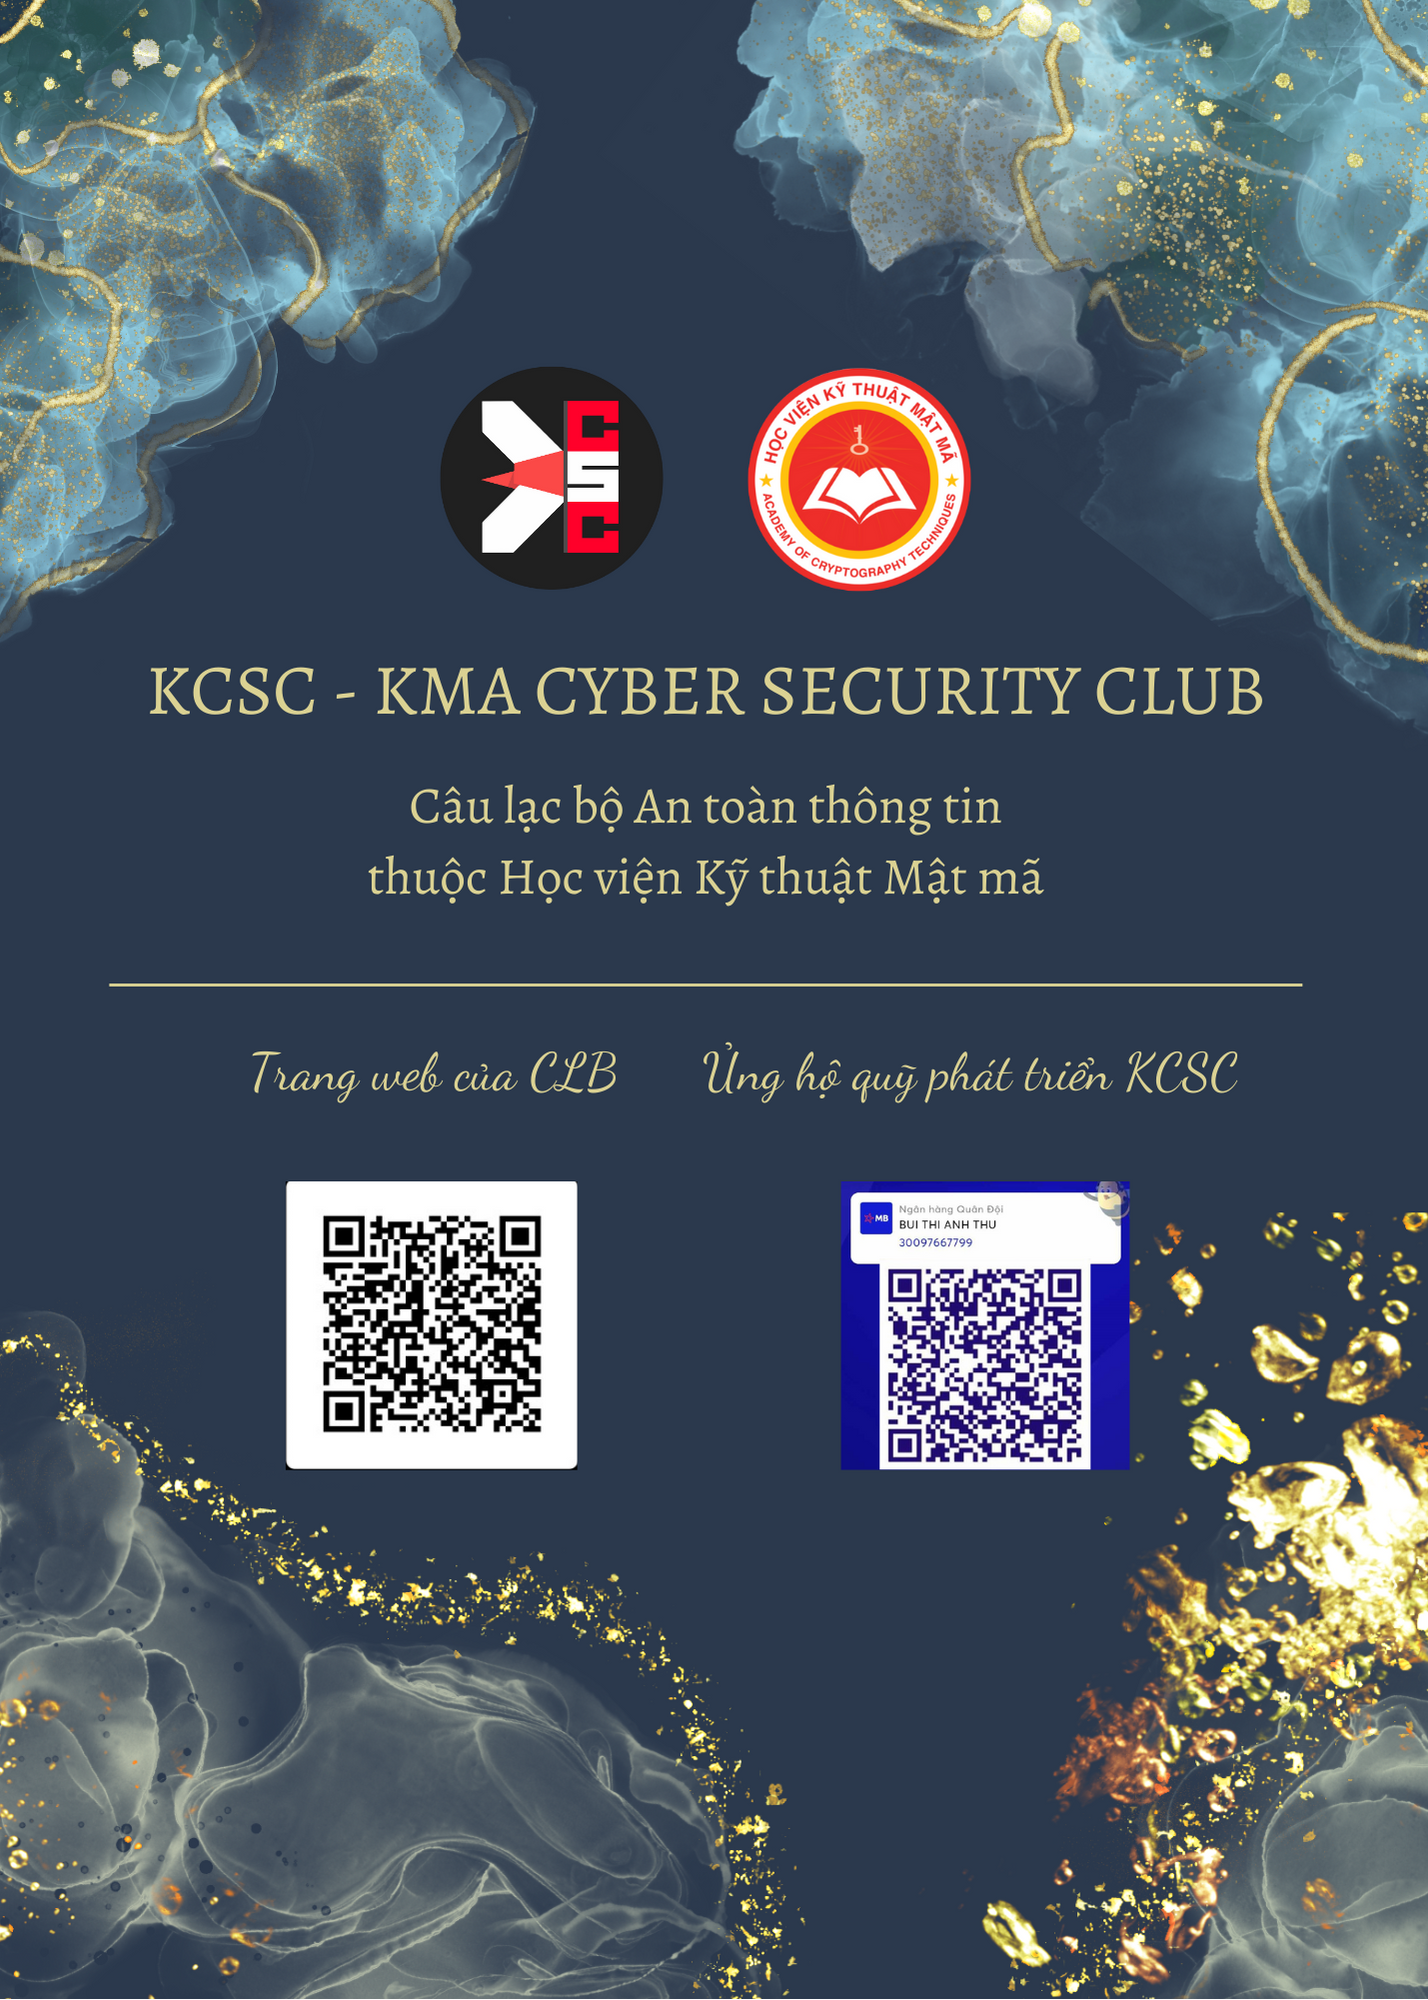 CSC
HỌC VIỆN KỸ THUẬT MẬT MÃ
ACADEMY OF CRYPTOGRAPHY TECHNIQUES
KCSC - KMA CYBER SECURITY CLUB
Câu lạc bộ An toàn thông tin
thuộc Học viện Kỹ thuật Mật mã
Trang web của CLB
Ủng hộ quỹ phát triển KCSC
MB
Ngân hàng Quân Đội
BUI THI ANH THU
30097667799